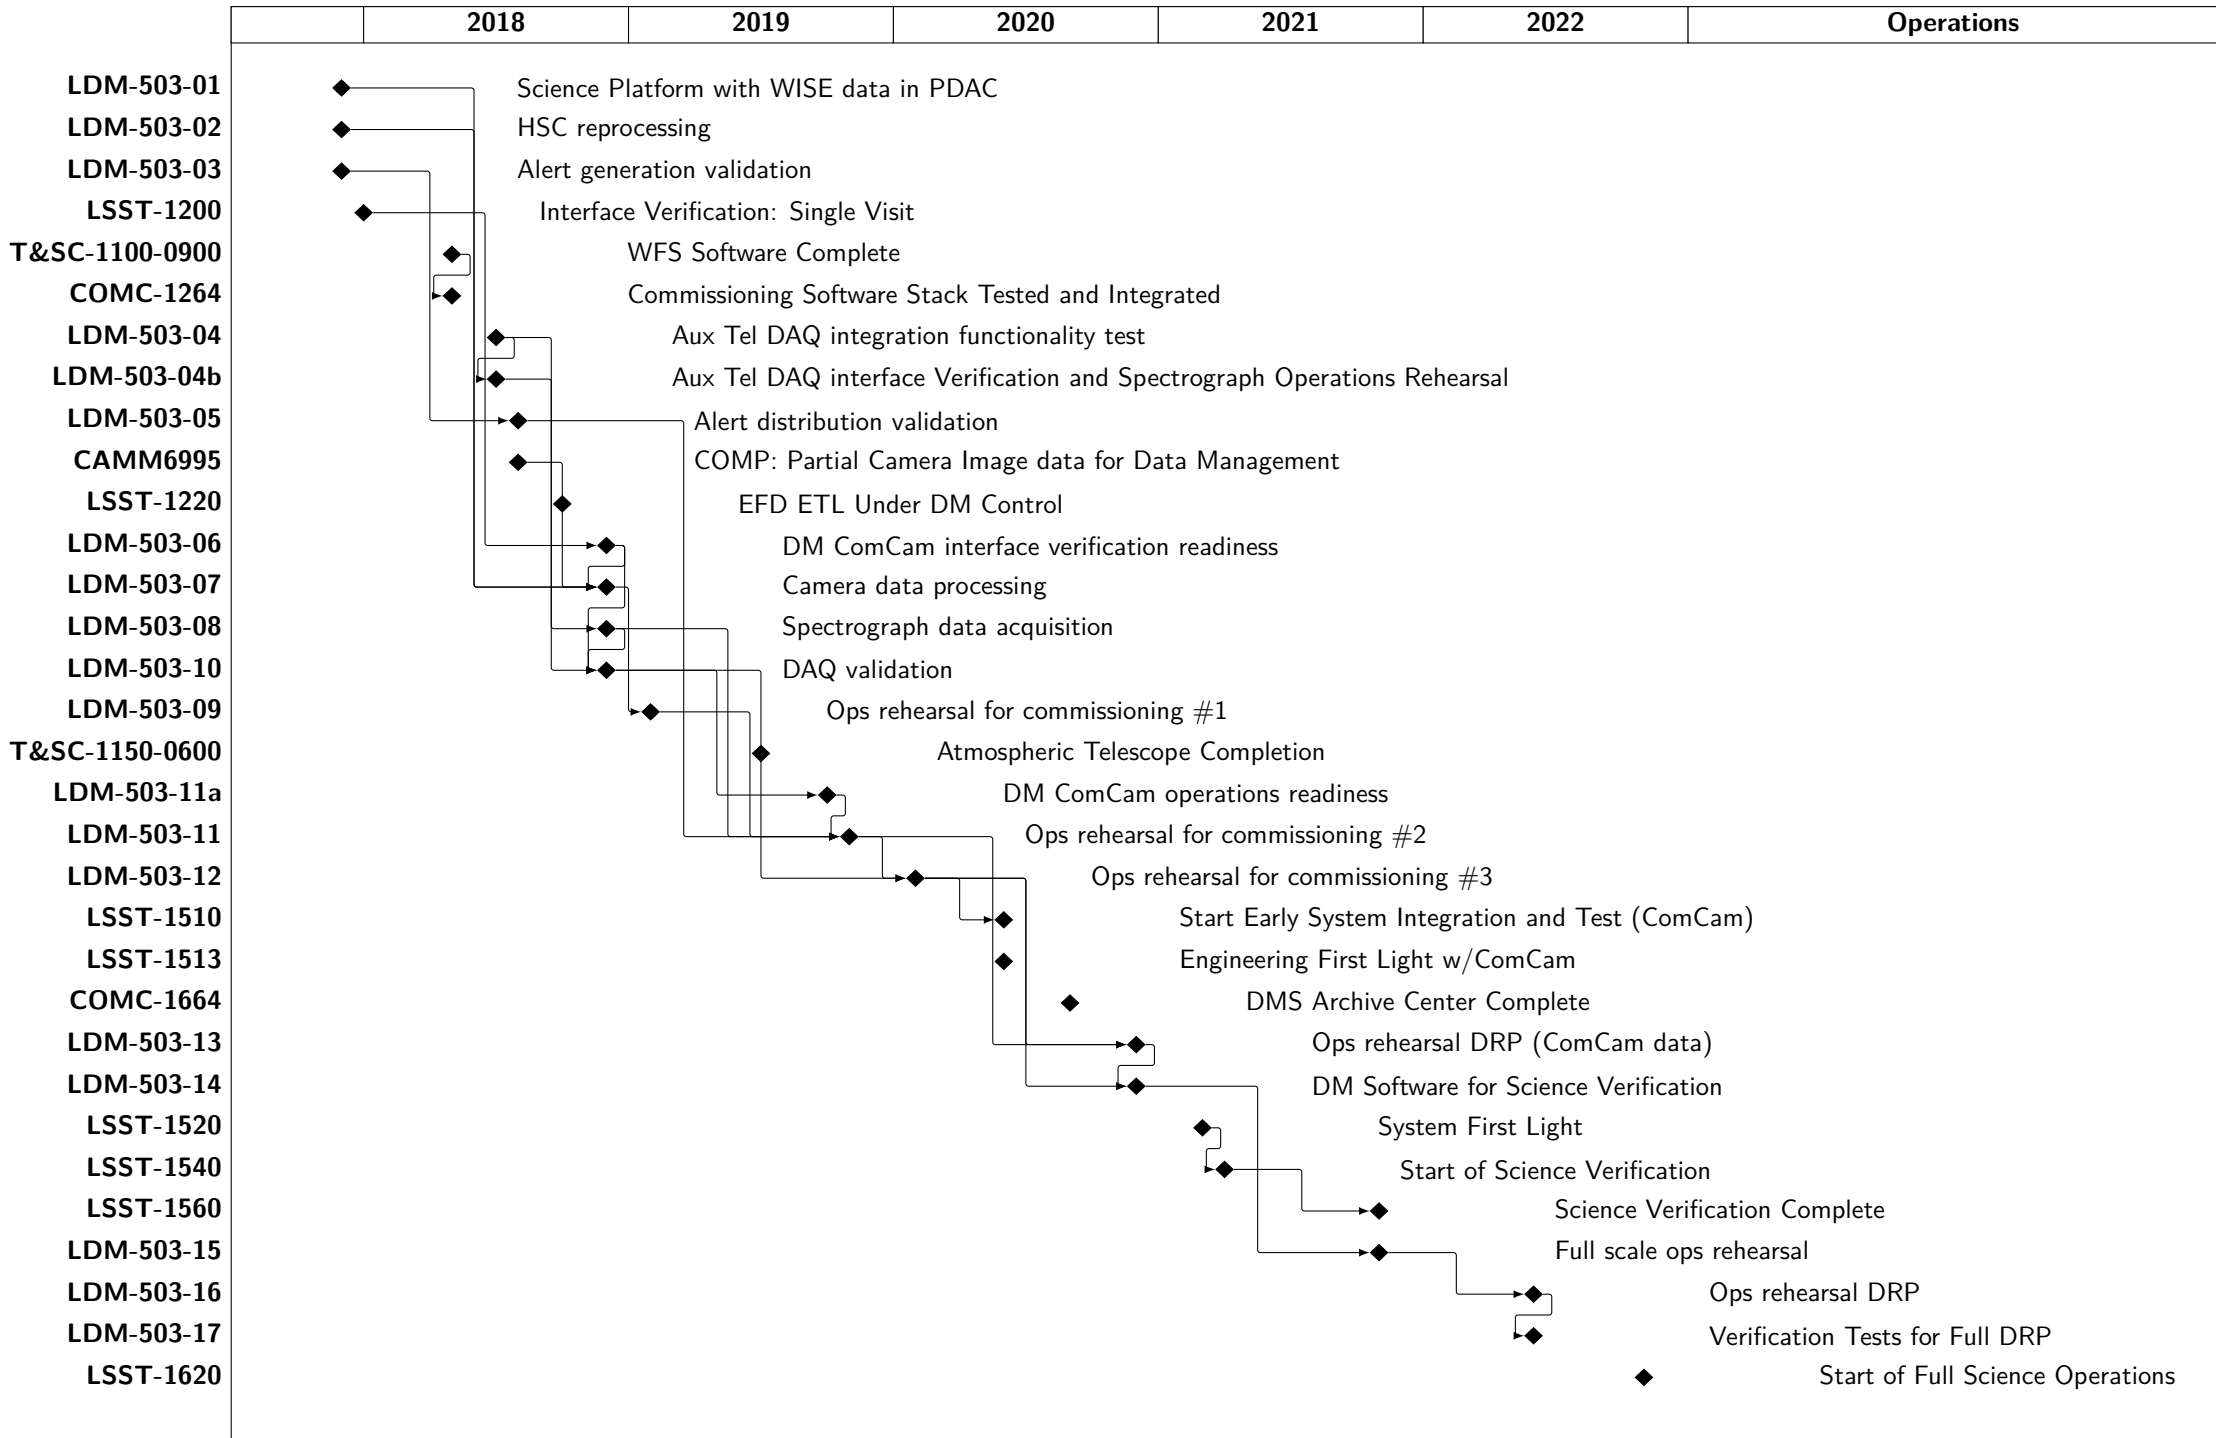 2018 2019 2020 2021 2022 Operations
LDM-503-01 Science Platform with WISE data in PDAC
LDM-503-02 HSC reprocessing
LDM-503-03 Alert generation validation
LSST-1200 Interface Verification: Single Visit
T&SC-1100-0900 WFS Software Complete
COMC-1264 Commissioning Software Stack Tested and Integrated
LDM-503-04 Aux Tel DAQ integration functionality test
LDM-503-04b Aux Tel DAQ interface Verification and Spectrograph Operations Rehearsal
LDM-503-05 Alert distribution validation
CAMM6995 COMP: Partial Camera Image data for Data Management
LSST-1220 EFD ETL Under DM Control
LDM-503-06 DM ComCam interface verification readiness
LDM-503-07 Camera data processing
LDM-503-08 Spectrograph data acquisition
LDM-503-10 DAQ validation
LDM-503-09 Ops rehearsal for commissioning #1
T&SC-1150-0600 Atmospheric Telescope Completion
LDM-503-11a DM ComCam operations readiness
LDM-503-11 Ops rehearsal for commissioning #2
LDM-503-12 Ops rehearsal for commissioning #3
LSST-1510 Start Early System Integration and Test (ComCam)
LSST-1513 Engineering First Light w/ComCam
COMC-1664 DMS Archive Center Complete
LDM-503-13 Ops rehearsal DRP (ComCam data)
LDM-503-14 DM Software for Science Verification
LSST-1520 System First Light
LSST-1540 Start of Science Verification
LSST-1560 Science Verification Complete
LDM-503-15 Full scale ops rehearsal
LDM-503-16 Ops rehearsal DRP
LDM-503-17 Verification Tests for Full DRP
LSST-1620 Start of Full Science Operations